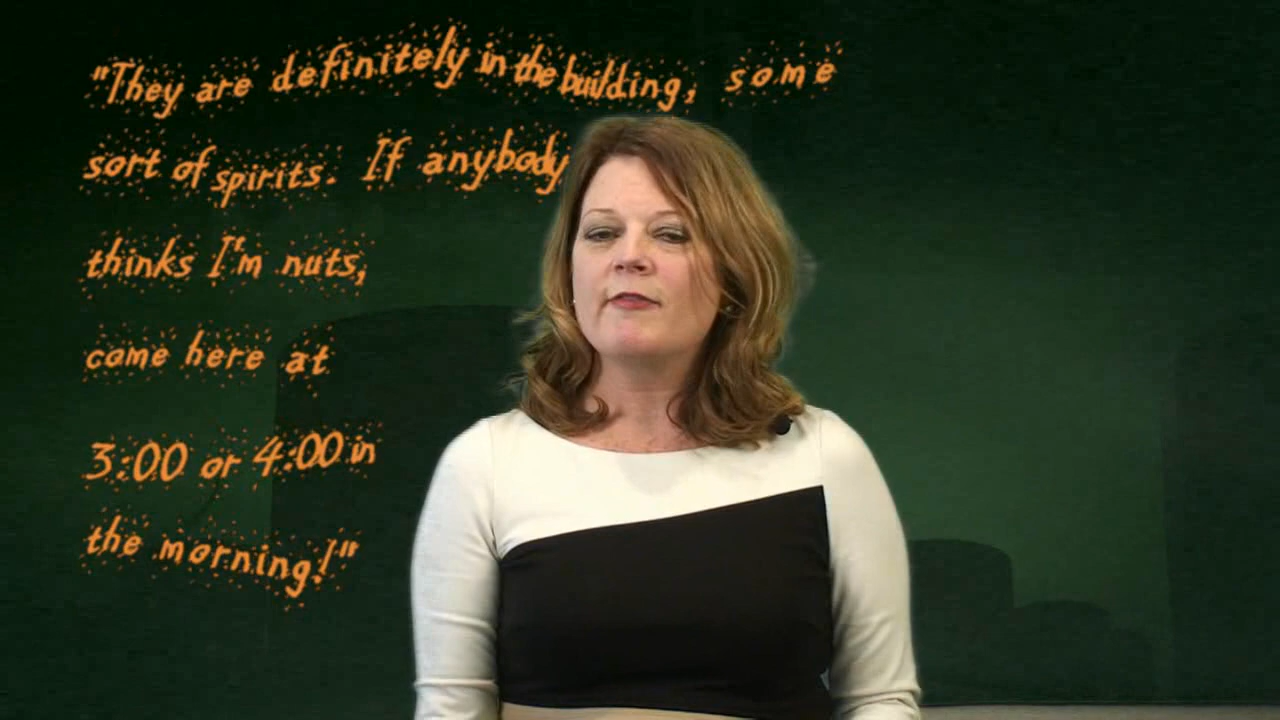 "They are definitely in the building, some
sort of spirits. If anybody
thinks I'm nuts,
come here at
3:00 or 4:00 in
the morning!"